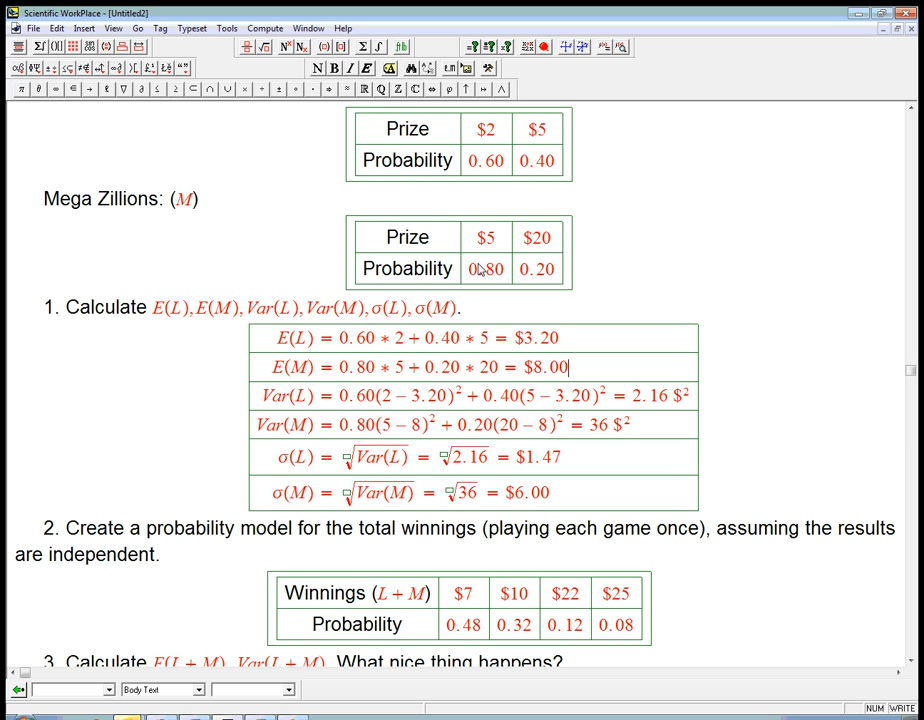 Scientific WorkPlace - [Untitled2]
File Edit Insert View Go Tag Typeset Tools Compute Window Help
Prize $2 $5
Probability 0.60 0.40
Mega Zillions: (M)
Prize $5 $20
Probability 0.80 0.20
1. Calculate E(L), E(M), Var(L), Var(M), σ(L), σ(M).
E(L) = 0.60 * 2 + 0.40 * 5 = $3.20
E(M) = 0.80 * 5 + 0.20 * 20 = $8.00
Var(L) = 0.60(2 − 3.20)² + 0.40(5 − 3.20)² = 2.16 $²
Var(M) = 0.80(5 − 8)² + 0.20(20 − 8)² = 36 $²
σ(L) = √Var(L) = √2.16 = $1.47
σ(M) = √Var(M) = √36 = $6.00
2. Create a probability model for the total winnings (playing each game once), assuming the results
are independent.
Winnings (L + M) $7 $10 $22 $25
Probability 0.48 0.32 0.12 0.08
3. Calculate E(L + M), Var(L + M). What nice thing happens?
Body Text
NUM WRITE